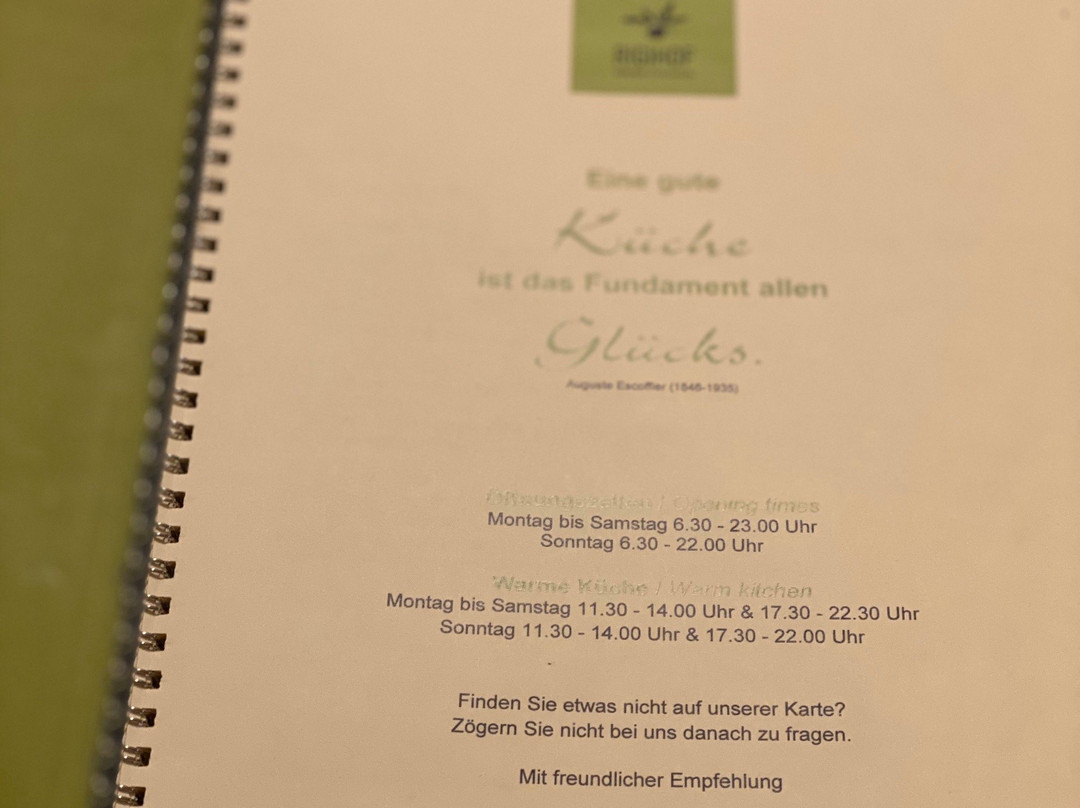 RIGIHOF
Eine gute
Küche
ist das Fundament allen
Glücks.
Auguste Escoffier (1846-1935)
Öffnungszeiten / Opening times
Montag bis Samstag 6.30 - 23.00 Uhr
Sonntag 6.30 - 22.00 Uhr
Warme Küche / Warm kitchen
Montag bis Samstag 11.30 - 14.00 Uhr & 17.30 - 22.30 Uhr
Sonntag 11.30 - 14.00 Uhr & 17.30 - 22.00 Uhr
Finden Sie etwas nicht auf unserer Karte?
Zögern Sie nicht bei uns danach zu fragen.
Mit freundlicher Empfehlung